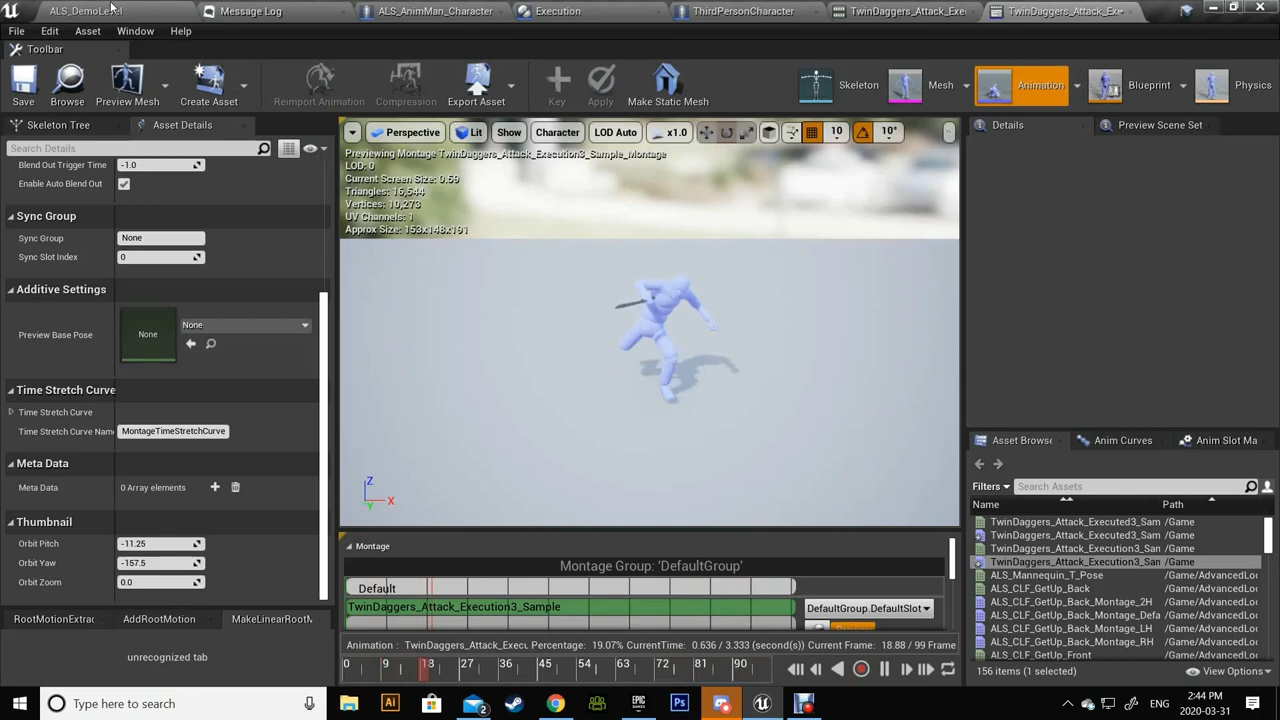 ALS_DemoLevel
Message Log
ALS_AnimMan_Character
Execution
ThirdPersonCharacter
TwinDaggers_Attack_Exe
TwinDaggers_Attack_Ex
File Edit Asset Window Help
Toolbar
Save
Browse
Preview Mesh
Create Asset
Reimport Animation
Compression
Export Asset
Key
Apply
Make Static Mesh
Skeleton
Mesh
Animation
Blueprint
Physics
Skeleton Tree
Asset Details
Search Details
Blend Out Trigger Time -1.0
Enable Auto Blend Out
Sync Group
Sync Group None
Sync Slot Index 0
Additive Settings
Preview Base Pose None None
Time Stretch Curve
Time Stretch Curve
Time Stretch Curve Nam MontageTimeStretchCurve
Meta Data
Meta Data 0 Array elements
Thumbnail
Orbit Pitch -11.25
Orbit Yaw -157.5
Orbit Zoom 0.0
RootMotionExtrac
AddRootMotion
MakeLinearRootM
unrecognized tab
Perspective Lit Show Character LOD Auto x1.0 10 10°
Previewing Montage TwinDaggers_Attack_Execution3_Sample_Montage
LOD: 0
Current Screen Size: 0.59
Triangles: 16,544
Vertices: 10,273
UV Channels: 1
Approx Size: 153x148x191
Z
X
Y
Montage
Montage Group: 'DefaultGroup'
Default
TwinDaggers_Attack_Execution3_Sample
DefaultGroup.DefaultSlot
Animation : TwinDaggers_Attack_Execu Percentage: 19.07% CurrentTime: 0.636 / 3.333 (second(s)) Current Frame: 18.88 / 99 Frame
0 9 18 27 36 45 54 63 72 81 90
Details
Preview Scene Set
Asset Browse
Anim Curves
Anim Slot Ma
Filters
Search Assets
Name Path
TwinDaggers_Attack_Executed3_Sam /Game
TwinDaggers_Attack_Executed3_Sam /Game
TwinDaggers_Attack_Execution3_San /Game
TwinDaggers_Attack_Execution3_San /Game
ALS_Mannequin_T_Pose /Game/AdvancedLo
ALS_CLF_GetUp_Back /Game/AdvancedLo
ALS_CLF_GetUp_Back_Montage_2H /Game/AdvancedLo
ALS_CLF_GetUp_Back_Montage_Defa /Game/AdvancedLo
ALS_CLF_GetUp_Back_Montage_LH /Game/AdvancedLo
ALS_CLF_GetUp_Back_Montage_RH /Game/AdvancedLo
ALS_CLF_GetUp_Front /Game/AdvancedLo
156 items (1 selected)
View Options
Type here to search
Ai
Ps
2
ENG
2:44 PM
2020-03-31